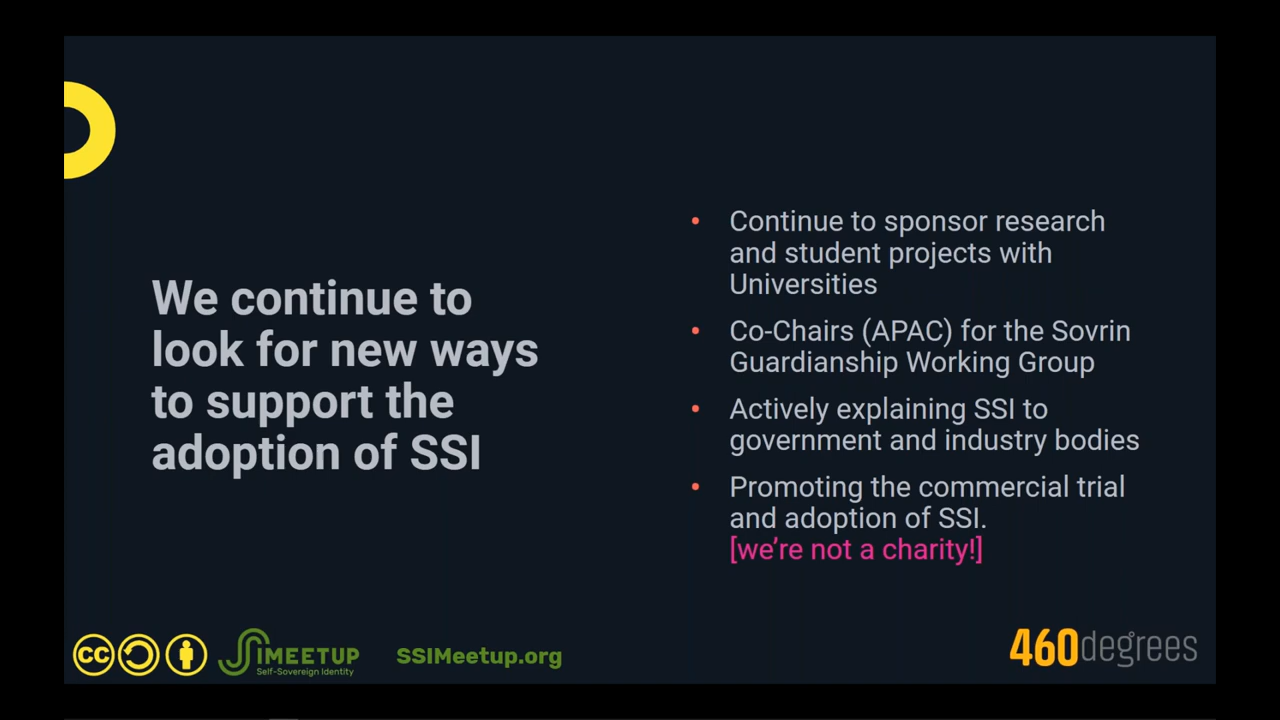 We continue to
look for new ways
to support the
adoption of SSI
• Continue to sponsor research
and student projects with
Universities
• Co-Chairs (APAC) for the Sovrin
Guardianship Working Group
• Actively explaining SSI to
government and industry bodies
• Promoting the commercial trial
and adoption of SSI.
[we’re not a charity!]
CC
SSIMEETUP
Self-Sovereign Identity
SSIMeetup.org
460degrees